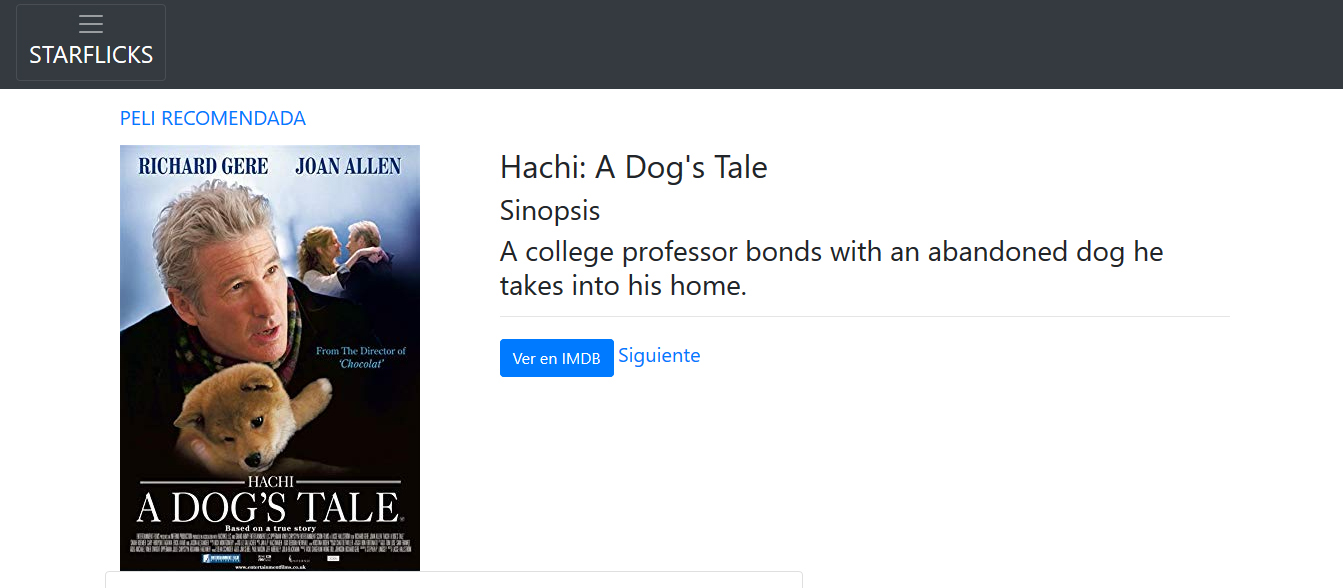 STARFLICKS
PELI RECOMENDADA
RICHARD GERE JOAN ALLEN
From The Director of
'Chocolat'
HACHI
A DOG'S TALE
Based on a true story
www.entertainmentfilms.co.uk
Hachi: A Dog's Tale
Sinopsis
A college professor bonds with an abandoned dog he
takes into his home.
Ver en IMDB Siguiente